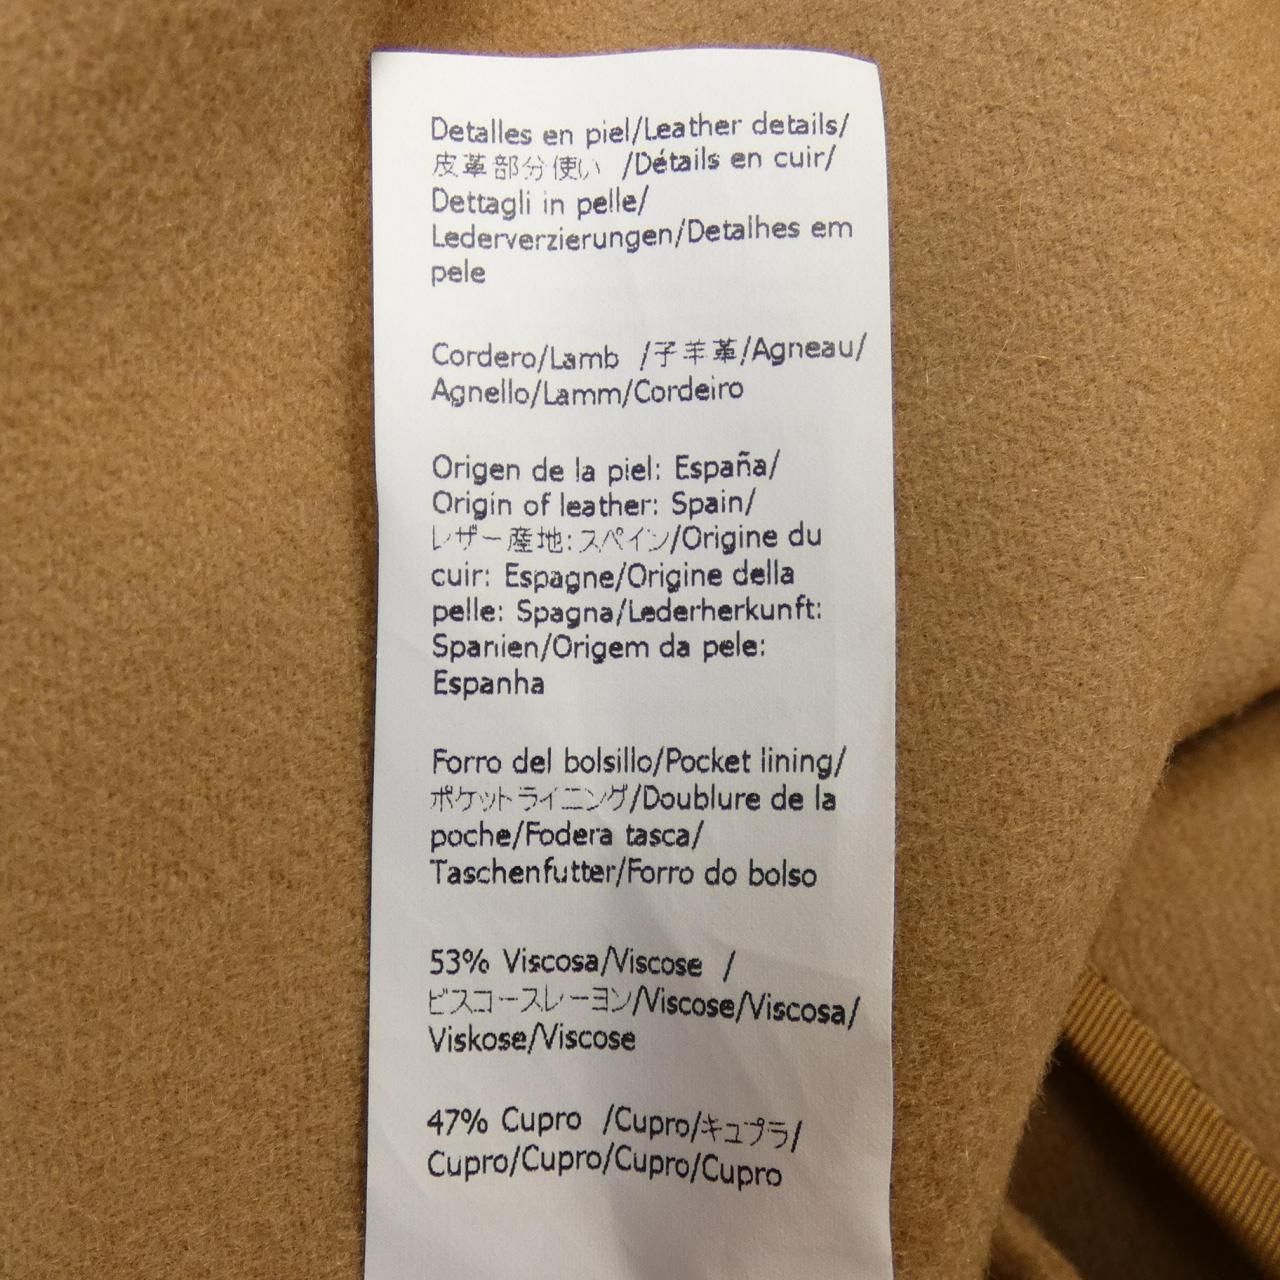 Detalles en piel/Leather details/
皮革部分使い /Détails en cuir/
Dettagli in pelle/
Lederverzierungen/Detalhes em
pele
Cordero/Lamb /子羊革/Agneau/
Agnello/Lamm/Cordeiro
Origen de la piel: España/
Origin of leather: Spain/
レザー産地:スペイン/Origine du
cuir: Espagne/Origine della
pelle: Spagna/Lederherkunft:
Spanien/Origem da pele:
Espanha
Forro del bolsillo/Pocket lining/
ポケットライニング/Doublure de la
poche/Fodera tasca/
Taschenfutter/Forro do bolso
53% Viscosa/Viscose /
ビスコースレーヨン/Viscose/Viscosa/
Viskose/Viscose
47% Cupro /Cupro/キュプラ/
Cupro/Cupro/Cupro/Cupro